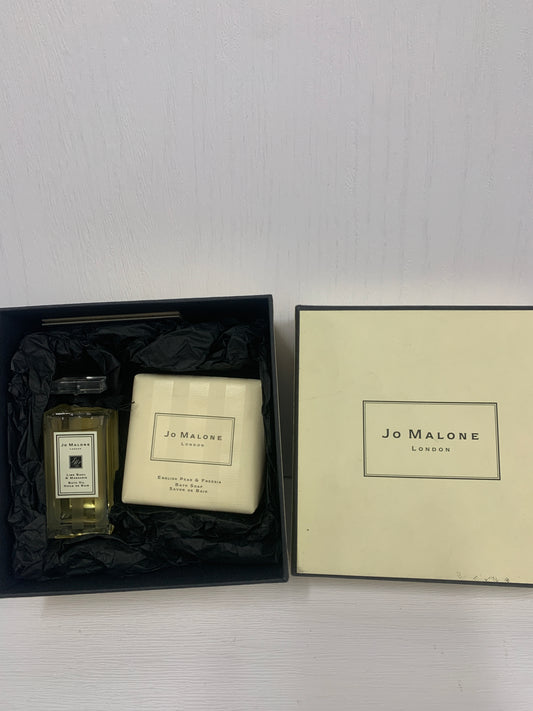 Jo Malone
London
Lime Basil
& Mandarin
Bath Oil
Huile de Bain
Jo Malone
London
English Pear & Freesia
Bath Soap
Savon de Bain
Jo Malone
London